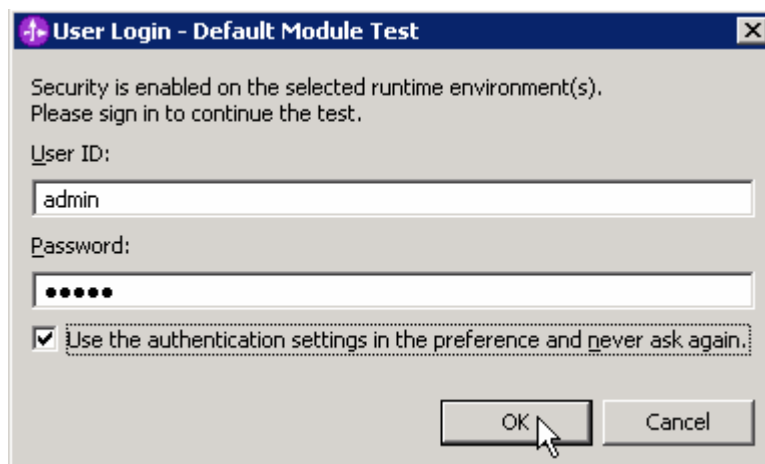 User Login - Default Module Test
Security is enabled on the selected runtime environment(s).
Please sign in to continue the test.
User ID:
admin
Password:
●●●●●
Use the authentication settings in the preference and never ask again.
OK
Cancel